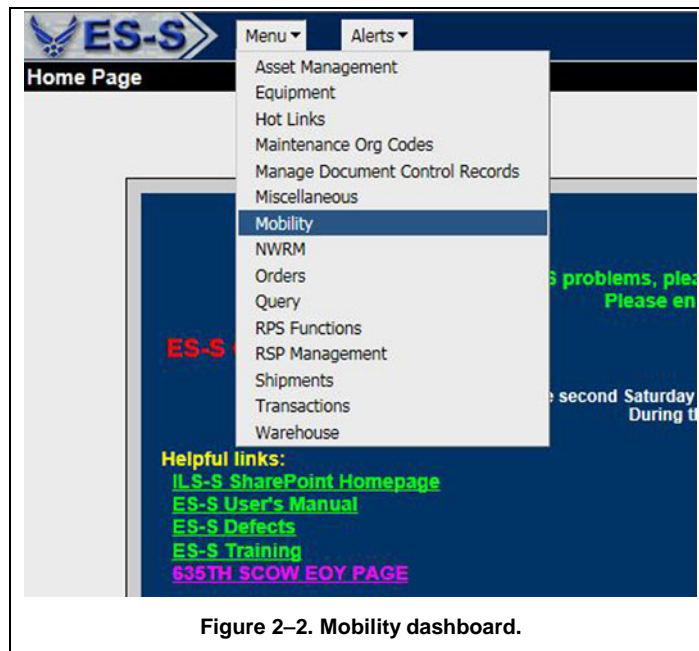 ES-S
Menu
Alerts
Home Page
Asset Management
Equipment
Hot Links
Maintenance Org Codes
Manage Document Control Records
Miscellaneous
Mobility
NWRM
Orders
Query
RPS Functions
RSP Management
Shipments
Transactions
Warehouse
problems, plea
Please en
ES-S
second Saturday
During th
Helpful links:
ILS-S SharePoint Homepage
ES-S User's Manual
ES-S Defects
ES-S Training
635TH SCOW EOY PAGE
Figure 2–2. Mobility dashboard.